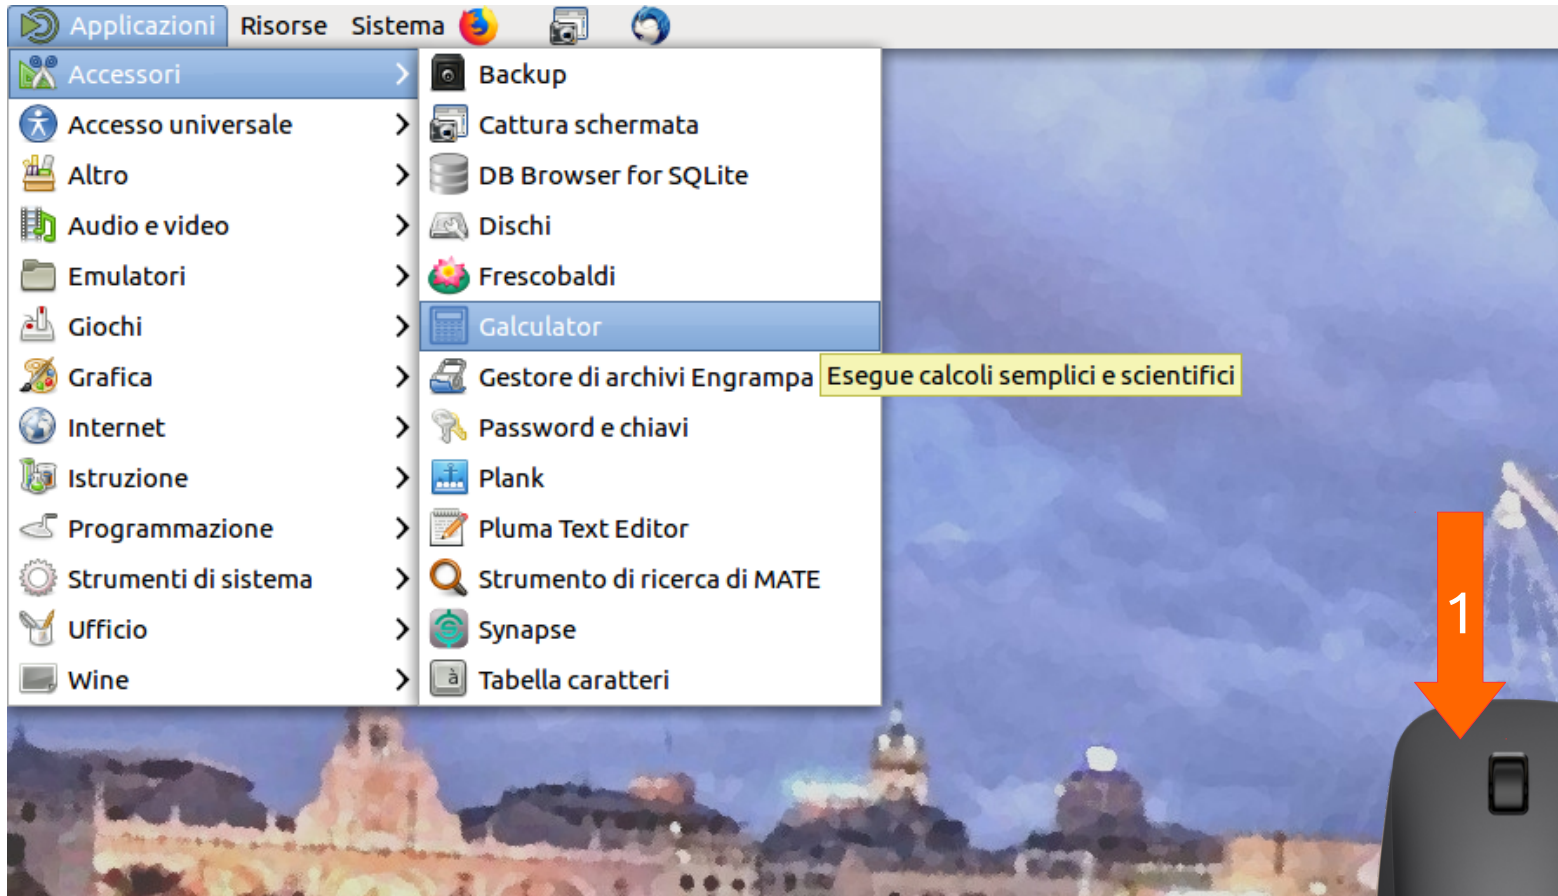 Applicazioni Risorse Sistema
Accessori
Accesso universale
Altro
Audio e video
Emulatori
Giochi
Grafica
Internet
Istruzione
Programmazione
Strumenti di sistema
Ufficio
Wine
Backup
Cattura schermata
DB Browser for SQLite
Dischi
Frescobaldi
Galculator
Gestore di archivi Engrampa
Password e chiavi
Plank
Pluma Text Editor
Strumento di ricerca di MATE
Synapse
Tabella caratteri
Esegue calcoli semplici e scientifici
1